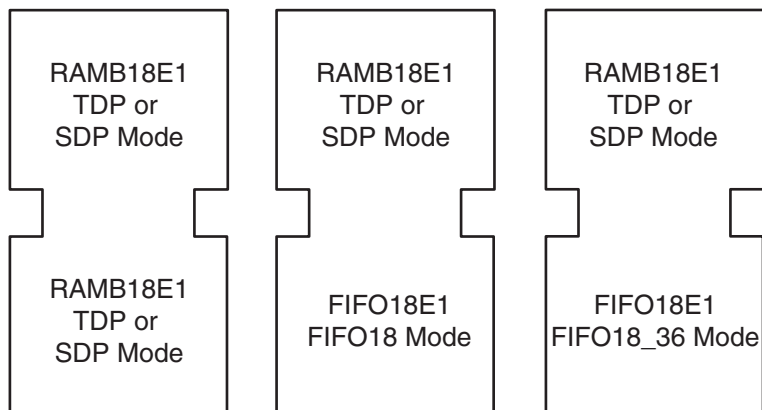 RAMB18E1
TDP or
SDP Mode
RAMB18E1
TDP or
SDP Mode
RAMB18E1
TDP or
SDP Mode
RAMB18E1
TDP or
SDP Mode
FIFO18E1
FIFO18 Mode
FIFO18E1
FIFO18_36 Mode